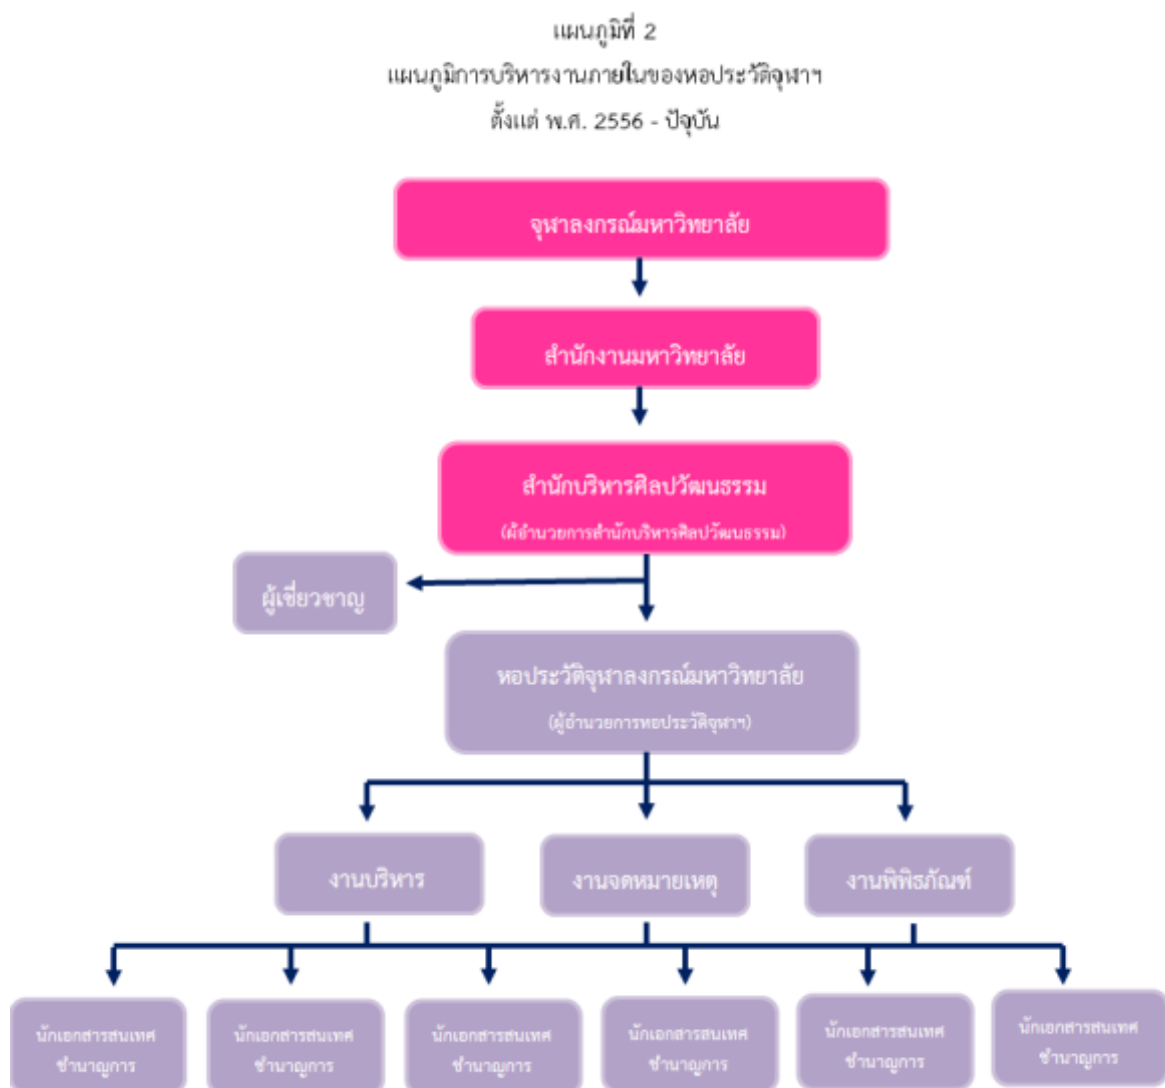 แผนภูมิที่ 2
แผนภูมิการบริหารงานภายในของหอประวัติจุฬาฯ
ตั้งแต่ พ.ศ. 2556 - ปัจุบัน
จุฬาลงกรณ์มหาวิทยาลัย
สำนักงานมหาวิทยาลัย
สำนักบริหารศิลปวัฒนธรรม
(ผู้อำนวยการสำนักบริหารศิลปวัฒนธรรม)
ผู้เชี่ยวชาญ
หอประวัติจุฬาลงกรณ์มหาวิทยาลัย
(ผู้อำนวยการหอประวัติจุฬาฯ)
งานบริหาร
งานจดหมายเหตุ
งานพิพิธภัณฑ์
นักเอกสารสนเทศ
ชำนาญการ
นักเอกสารสนเทศ
ชำนาญการ
นักเอกสารสนเทศ
ชำนาญการ
นักเอกสารสนเทศ
ชำนาญการ
นักเอกสารสนเทศ
ชำนาญการ
นักเอกสารสนเทศ
ชำนาญการ